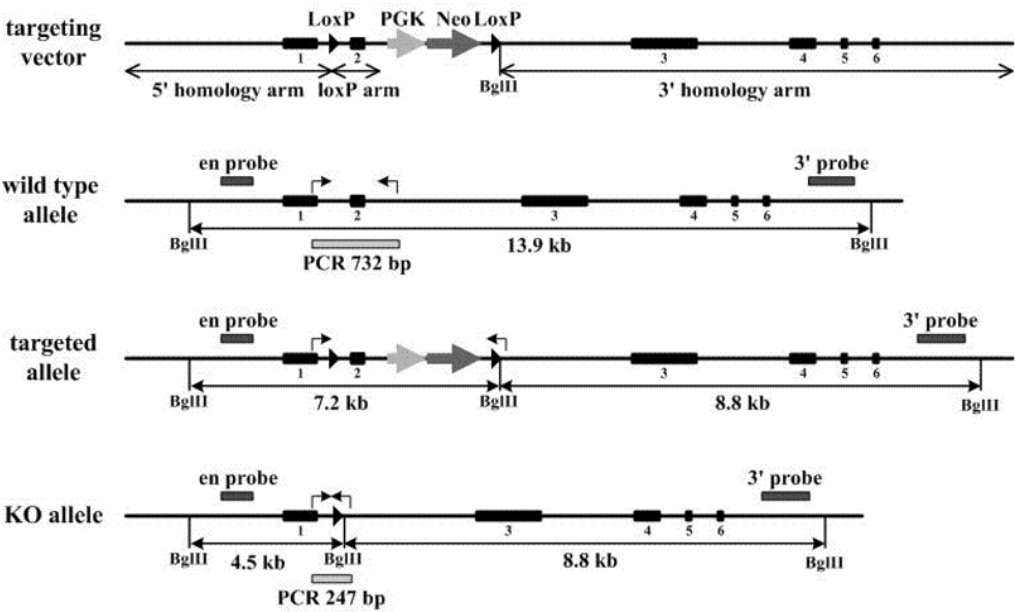 targeting vector
LoxP PGK Neo LoxP
1 2 3 4 5 6
5' homology arm loxP arm BglII 3' homology arm
wild type allele
en probe 3' probe
1 2 3 4 5 6
BglII 13.9 kb BglII
PCR 732 bp
targeted allele
en probe 3' probe
1 2 3 4 5 6
BglII 7.2 kb BglII 8.8 kb BglII
KO allele
en probe 3' probe
1 3 4 5 6
BglII 4.5 kb BglII 8.8 kb BglII
PCR 247 bp